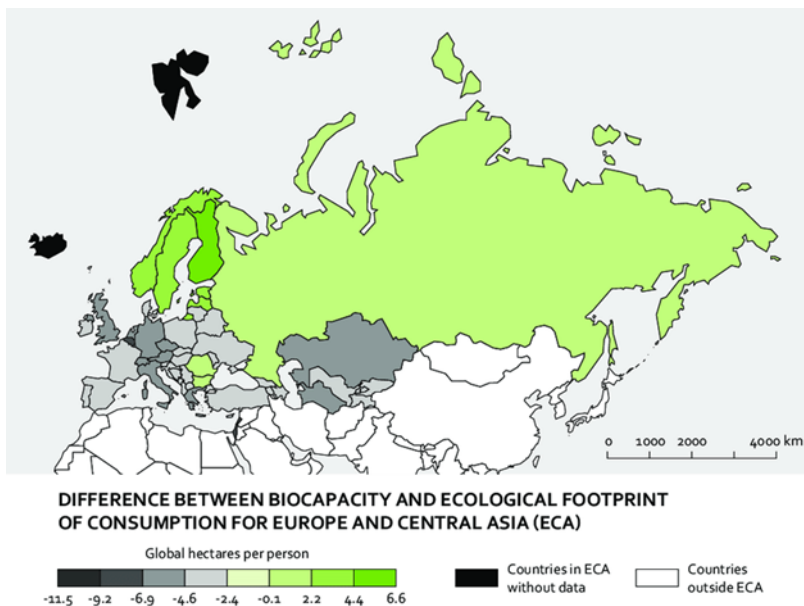 0 1000 2000 4000 km
DIFFERENCE BETWEEN BIOCAPACITY AND ECOLOGICAL FOOTPRINT
OF CONSUMPTION FOR EUROPE AND CENTRAL ASIA (ECA)
Global hectares per person
-11.5 -9.2 -6.9 -4.6 -2.4 -0.1 2.2 4.4 6.6
Countries in ECA
without data
Countries
outside ECA